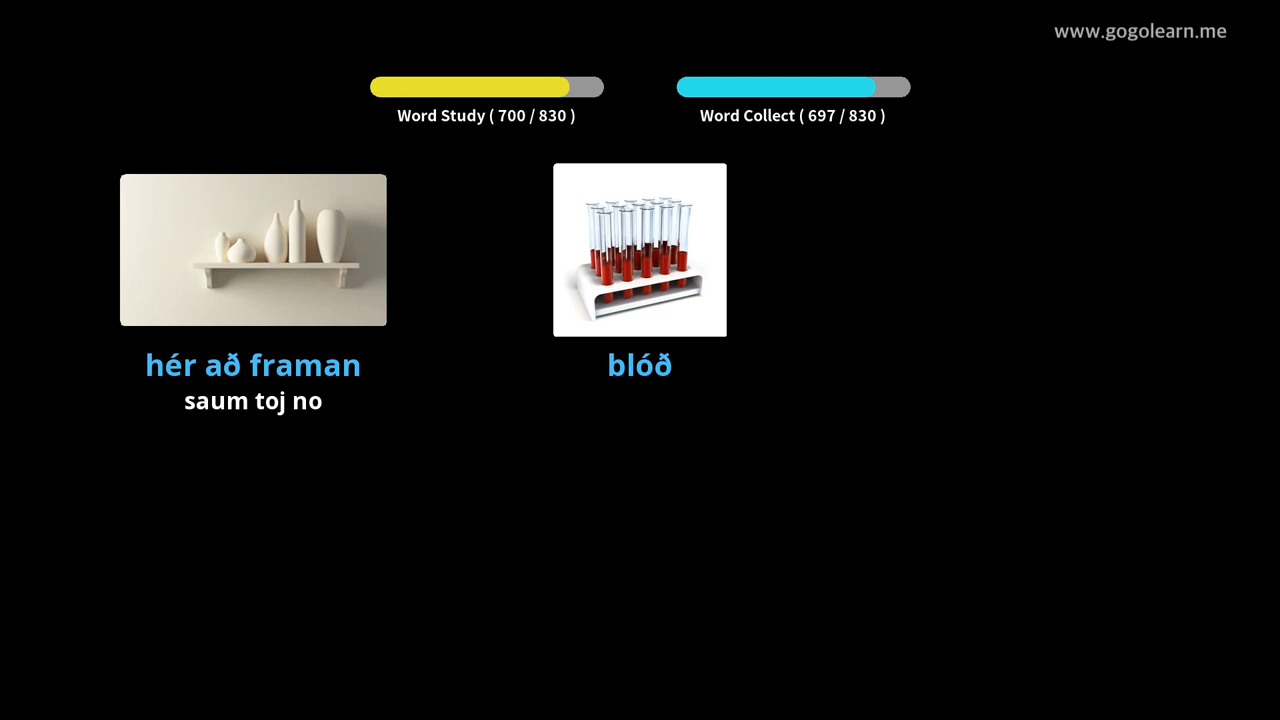 www.gogolearn.me
Word Study ( 700 / 830 )
Word Collect ( 697 / 830 )
hér að framan
saum toj no
blóð